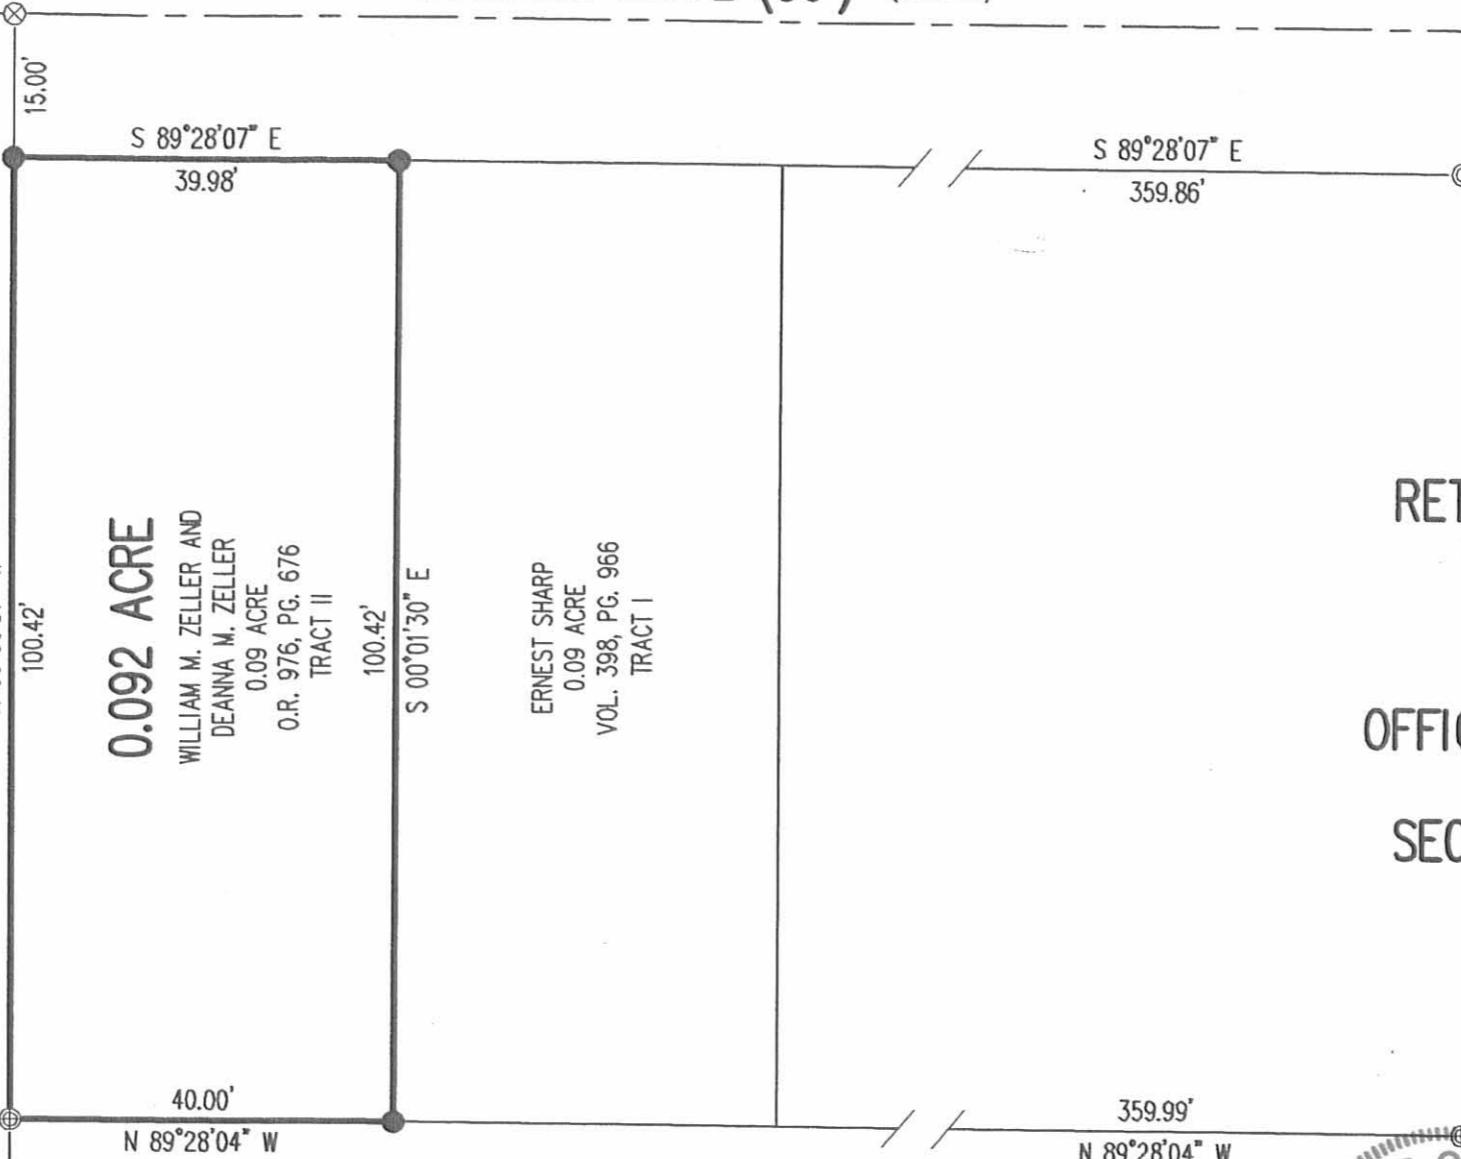 15.00'
S 89°28'07" E
39.98'
S 89°28'07" E
359.86'
100.42'
0.092 ACRE
WILLIAM M. ZELLER AND
DEANNA M. ZELLER
0.09 ACRE
O.R. 976, PG. 676
TRACT II
100.42'
S 00°01'30" E
ERNEST SHARP
0.09 ACRE
VOL. 398, PG. 966
TRACT I
RET
OFFIC
SEC
40.00'
N 89°28'04" W
359.99'
N 89°28'04" W